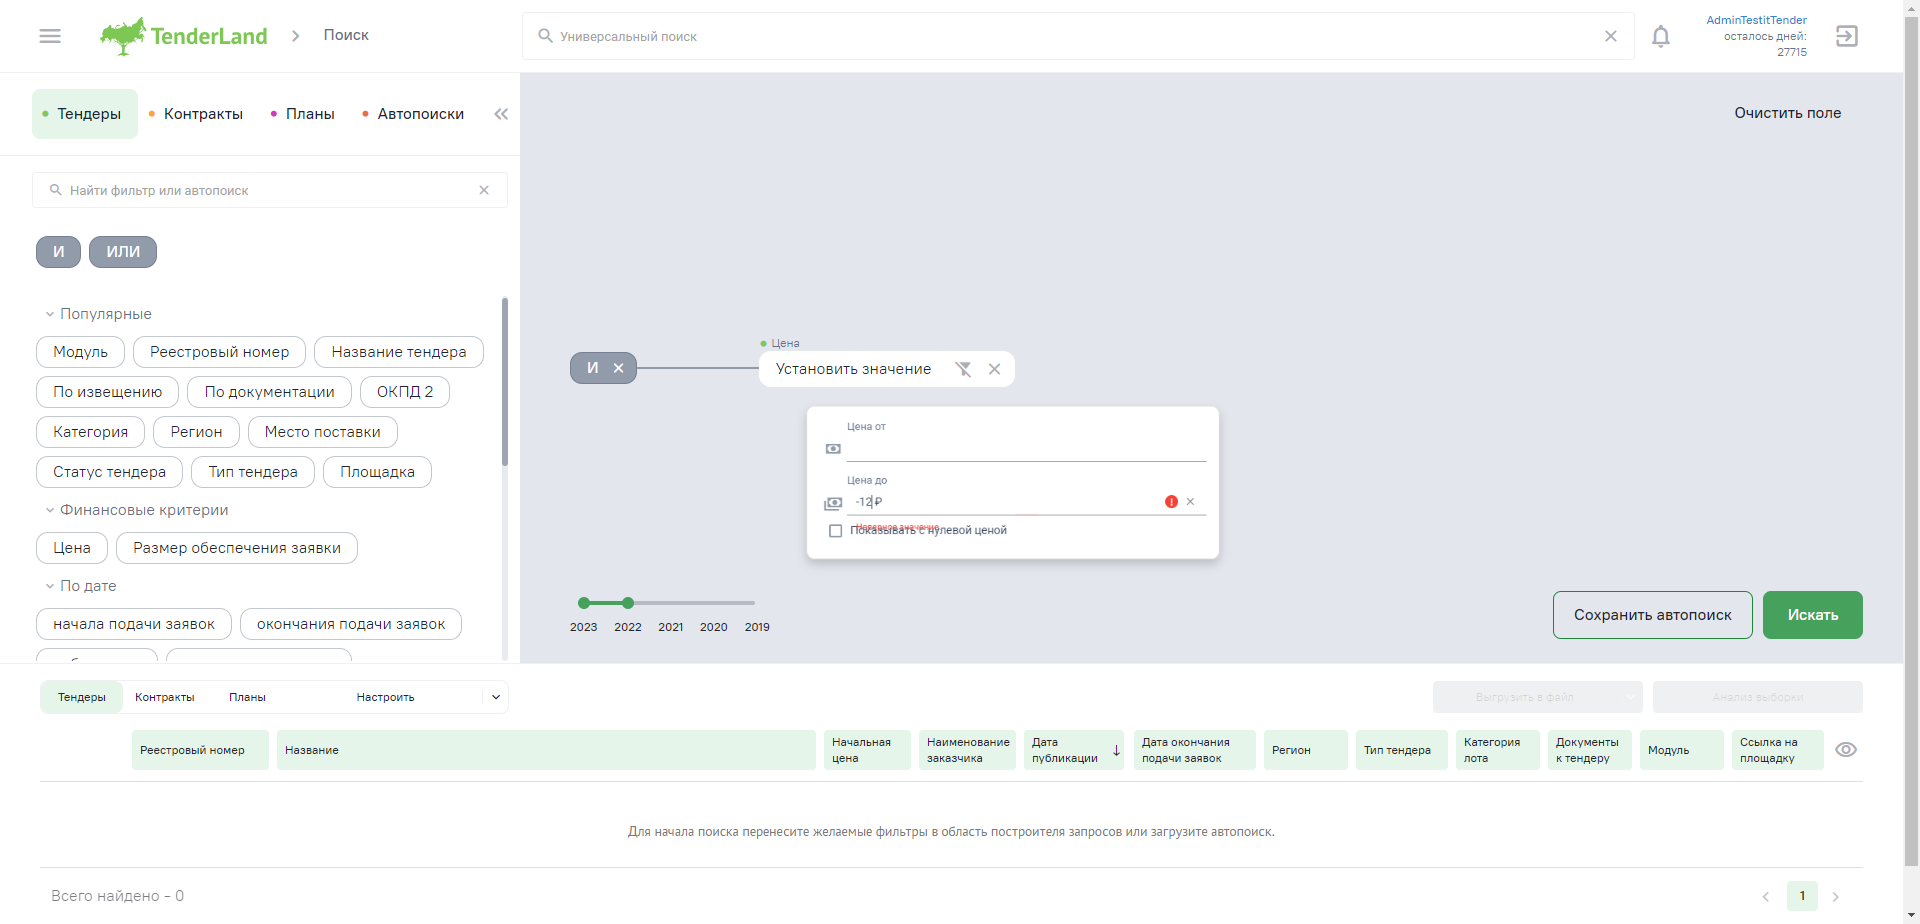 TenderLand
Поиск
Универсальный поиск
AdminTestitTender
осталось дней:
27715
Тендеры
Контракты
Планы
Автопоиски
Очистить поле
Найти фильтр или автопоиск
И
ИЛИ
Популярные
Модуль
Реестровый номер
Название тендера
По извещению
По документации
ОКПД 2
Категория
Регион
Место поставки
Статус тендера
Тип тендера
Площадка
Финансовые критерии
Цена
Размер обеспечения заявки
По дате
начала подачи заявок
окончания подачи заявок
И
Цена
Установить значение
Цена от
Цена до
-12 ₽
Неверное значение
Показывать с нулевой ценой
2023
2022
2021
2020
2019
Сохранить автопоиск
Искать
Тендеры
Контракты
Планы
Настроить
Выгрузить в файл
Анализ выборки
Реестровый номер
Название
Начальная
цена
Наименование
заказчика
Дата
публикации
Дата окончания
подачи заявок
Регион
Тип тендера
Категория
лота
Документы
к тендеру
Модуль
Ссылка на
площадку
Для начала поиска перенесите желаемые фильтры в область построителя запросов или загрузите автопоиск.
Всего найдено - 0
1